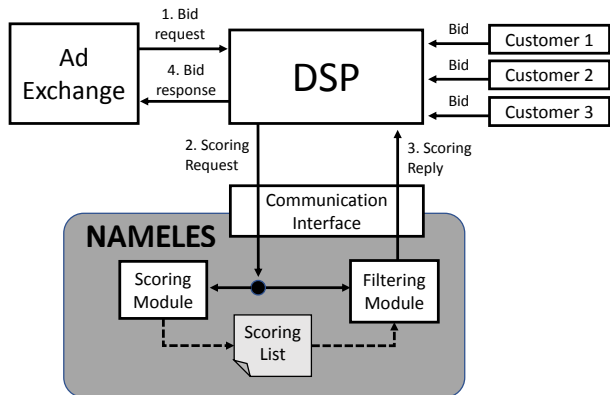 Ad
Exchange
1. Bid
request
4. Bid
response
DSP
Bid
Customer 1
Bid
Customer 2
Bid
Customer 3
2. Scoring
Request
3. Scoring
Reply
Communication
Interface
NAMELES
Scoring
Module
Filtering
Module
Scoring
List